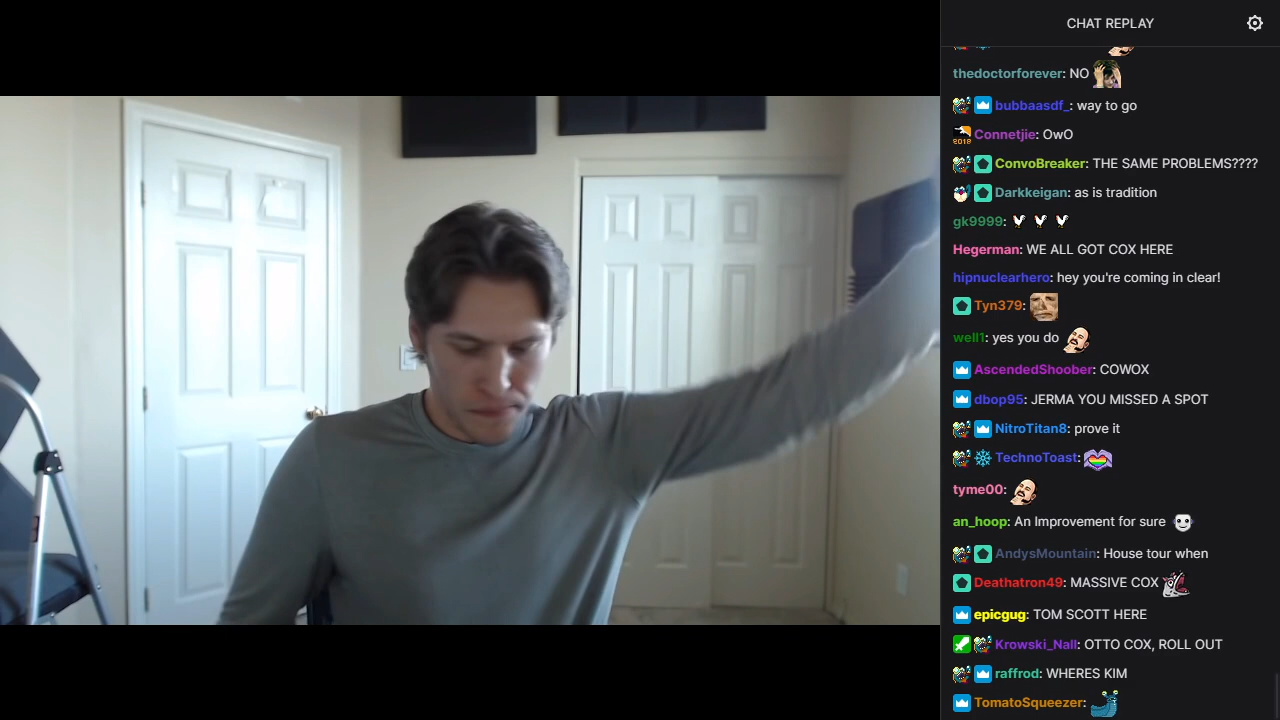 CHAT REPLAY
thedoctorforever: NO
bubbaasdf_: way to go
2018 Connetjie: OwO
ConvoBreaker: THE SAME PROBLEMS????
Darkkeigan: as is tradition
gk9999:
Hegerman: WE ALL GOT COX HERE
hipnuclearhero: hey you're coming in clear!
Tyn379:
well1: yes you do
AscendedShoober: COWOX
dbop95: JERMA YOU MISSED A SPOT
NitroTitan8: prove it
TechnoToast:
tyme00:
an_hoop: An Improvement for sure
AndysMountain: House tour when
Deathatron49: MASSIVE COX
epicgug: TOM SCOTT HERE
Krowski_Nall: OTTO COX, ROLL OUT
raffrod: WHERES KIM
TomatoSqueezer: